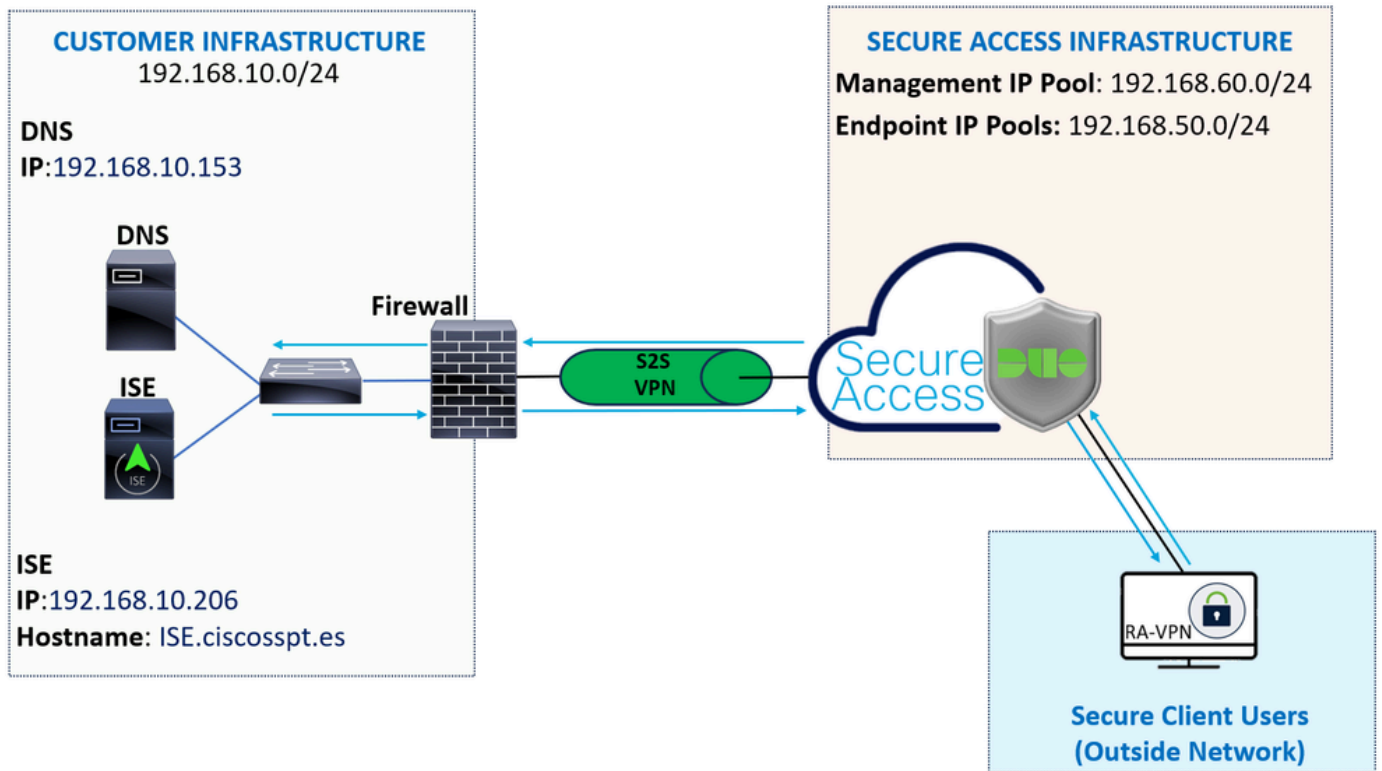 CUSTOMER INFRASTRUCTURE
192.168.10.0/24
DNS
IP:192.168.10.153
DNS
ISE
ISE
ISE
IP:192.168.10.206
Hostname: ISE.ciscosspt.es
Firewall
S2S
VPN
SECURE ACCESS INFRASTRUCTURE
Management IP Pool: 192.168.60.0/24
Endpoint IP Pools: 192.168.50.0/24
Secure
Access
DUO
RA-VPN
Secure Client Users
(Outside Network)